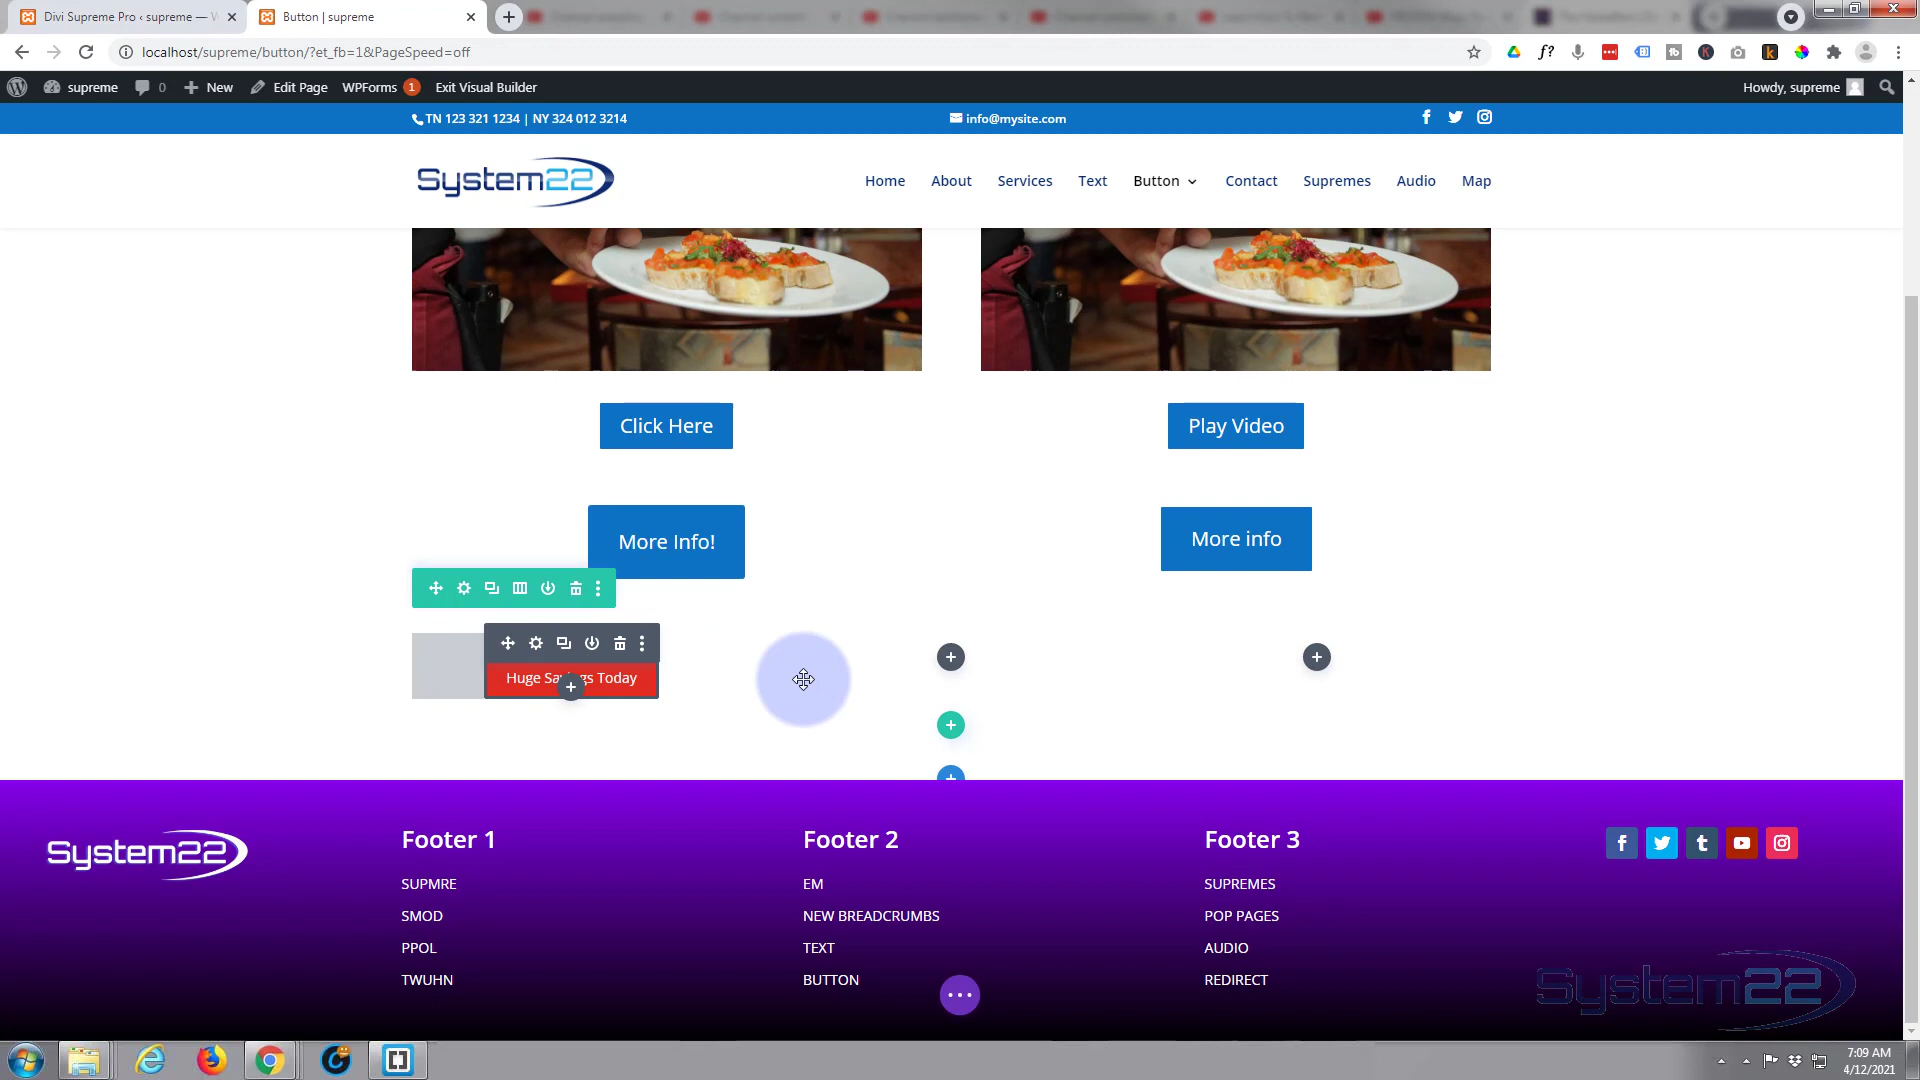 Divi Supreme Pro ‹ supreme —
Button | supreme
localhost/supreme/button/?et_fb=1&PageSpeed=off
supreme
0
New
Edit Page
WPForms 1
Exit Visual Builder
Howdy, supreme
TN 123 321 1234 | NY 324 012 3214
info@mysite.com
System22
Home
About
Services
Text
Button
Contact
Supremes
Audio
Map
Click Here
Play Video
More Info!
More info
Huge Savings Today
System22
Footer 1
Footer 2
Footer 3
SUPMRE
EM
SUPREMES
SMOD
NEW BREADCRUMBS
POP PAGES
PPOL
TEXT
AUDIO
TWUHN
BUTTON
REDIRECT
System22
7:09 AM
4/12/2021